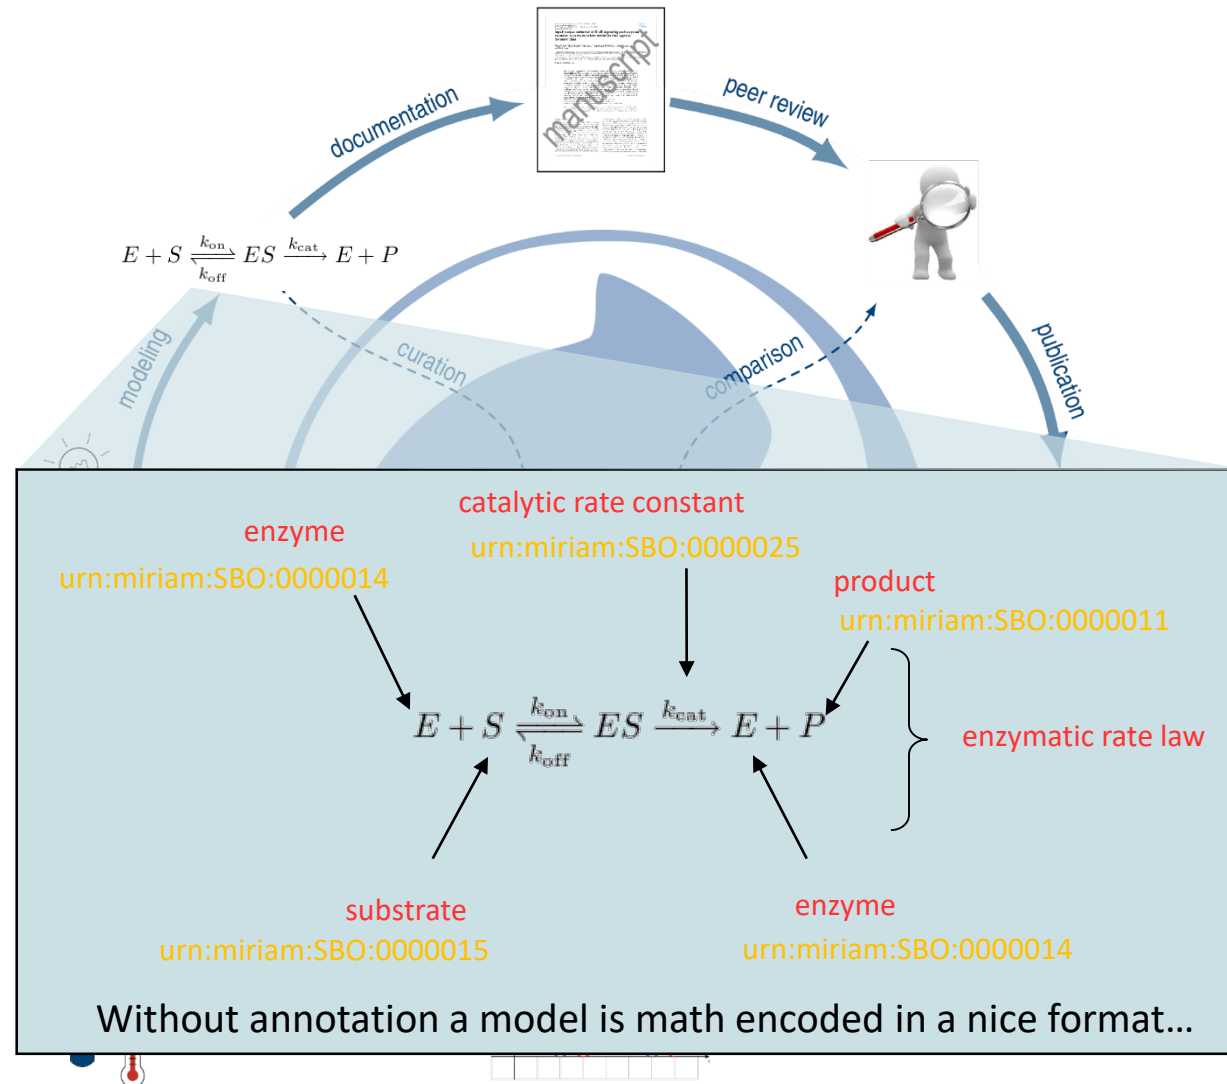 manuscript
documentation
peer review
E + S k_on k_off ES k_cat E + P
modeling
curation
comparison
publication
catalytic rate constant
enzyme
urn:miriam:SBO:0000025
urn:miriam:SBO:0000014
product
urn:miriam:SBO:0000011
E + S k_on k_off ES k_cat E + P
enzymatic rate law
substrate
enzyme
urn:miriam:SBO:0000015
urn:miriam:SBO:0000014
Without annotation a model is math encoded in a nice format…